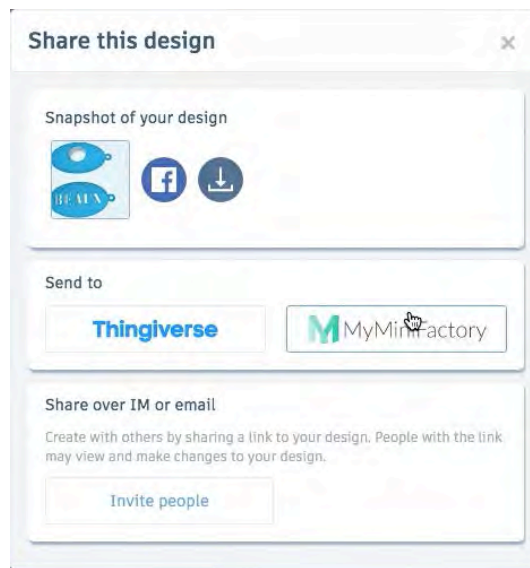 Share this design
Snapshot of your design
BEAUX
Send to
Thingiverse
MyMiniFactory
Share over IM or email
Create with others by sharing a link to your design. People with the link
may view and make changes to your design.
Invite people